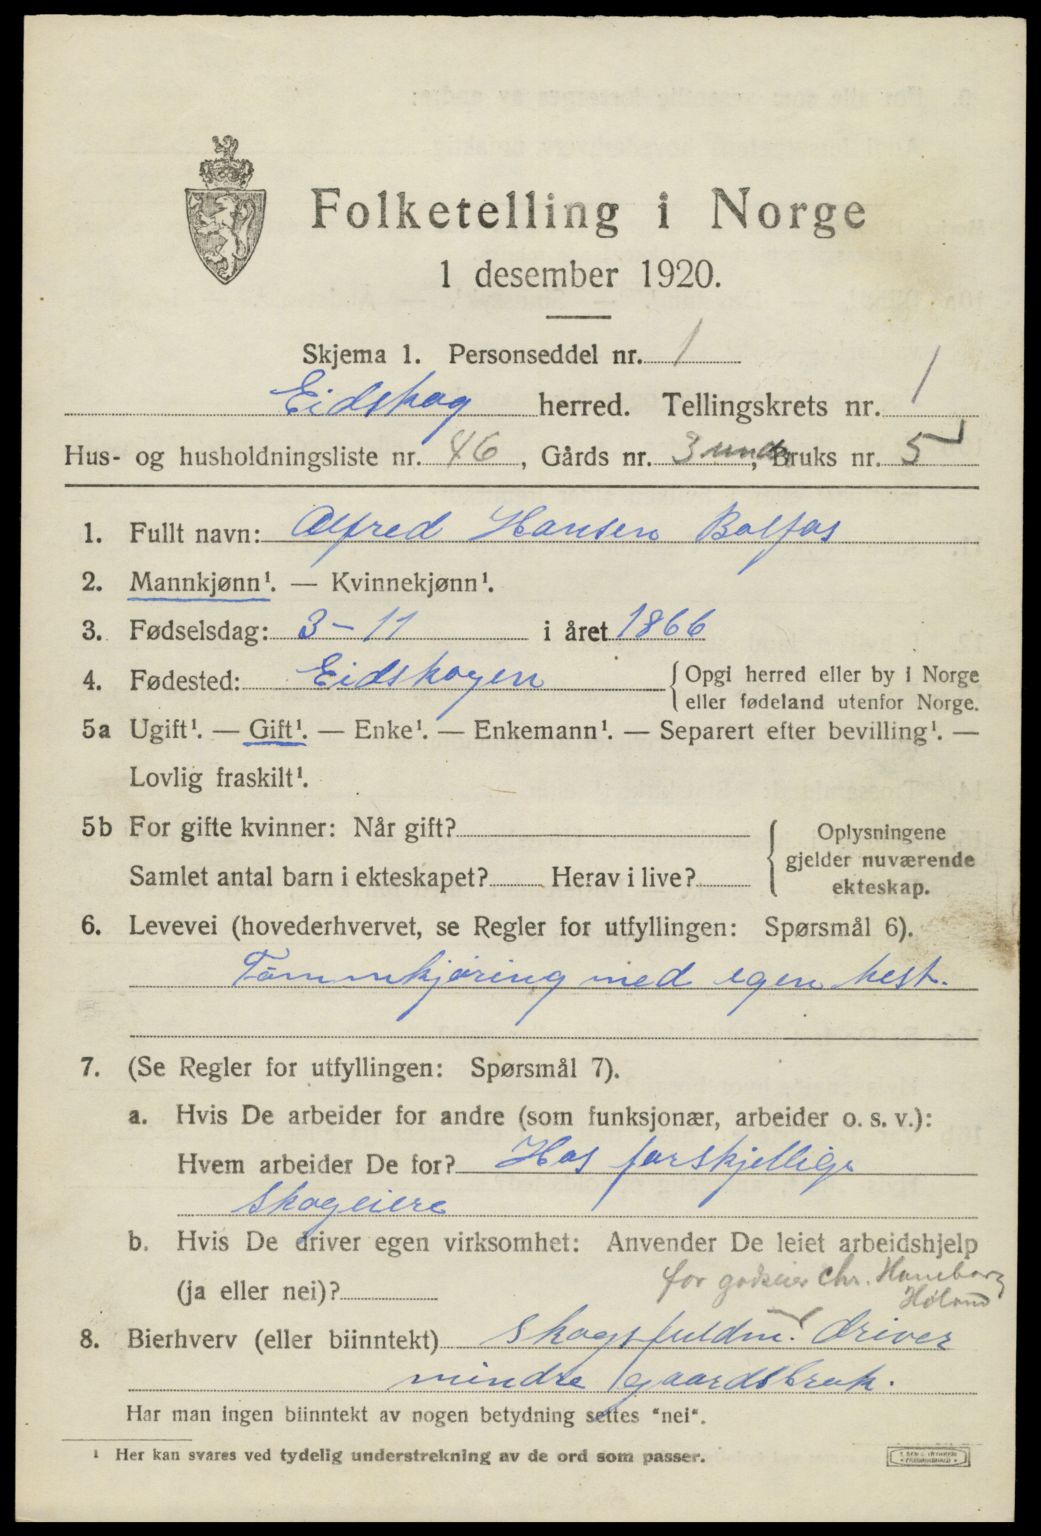 Folketelling i Norge
1 desember 1920.
Skjema 1. Personseddel nr. 1
Eidskog herred. Tellingskrets nr. 1
Hus- og husholdningsliste nr. 46, Gårds nr. 3 under, Bruks nr. 5
1. Fullt navn: Alfred Hansen Bolfos
2. Mannkjønn¹. — Kvinnekjønn¹.
3. Fødselsdag: 3-11 i året 1866
4. Fødested: Eidskogen { Opgi herred eller by i Norge
eller fødeland utenfor Norge.
5a Ugift¹. — Gift¹. — Enke¹. — Enkemann¹. — Separert efter bevilling¹. —
Lovlig fraskilt¹.
5b For gifte kvinner: Når gift?
Samlet antal barn i ekteskapet? Herav i live?
{ Oplysningene
gjelder nuværende
ekteskap.
6. Levevei (hovederhvervet, se Regler for utfyllingen: Spørsmål 6).
Tømmkjøring med egen hest.
7. (Se Regler for utfyllingen: Spørsmål 7).
a. Hvis De arbeider for andre (som funksjonær, arbeider o. s. v.):
Hvem arbeider De for? Hos forskjellige
skogeiere
b. Hvis De driver egen virksomhet: Anvender De leiet arbeidshjelp
(ja eller nei)? for godseier Chr. Haneborg
Høland
8. Bierhverv (eller biinntekt) Skogsfuldm. driver
mindre gaardsbruk.
Har man ingen biinntekt av nogen betydning settes "nei".
¹ Her kan svares ved tydelig understrekning av de ord som passer.